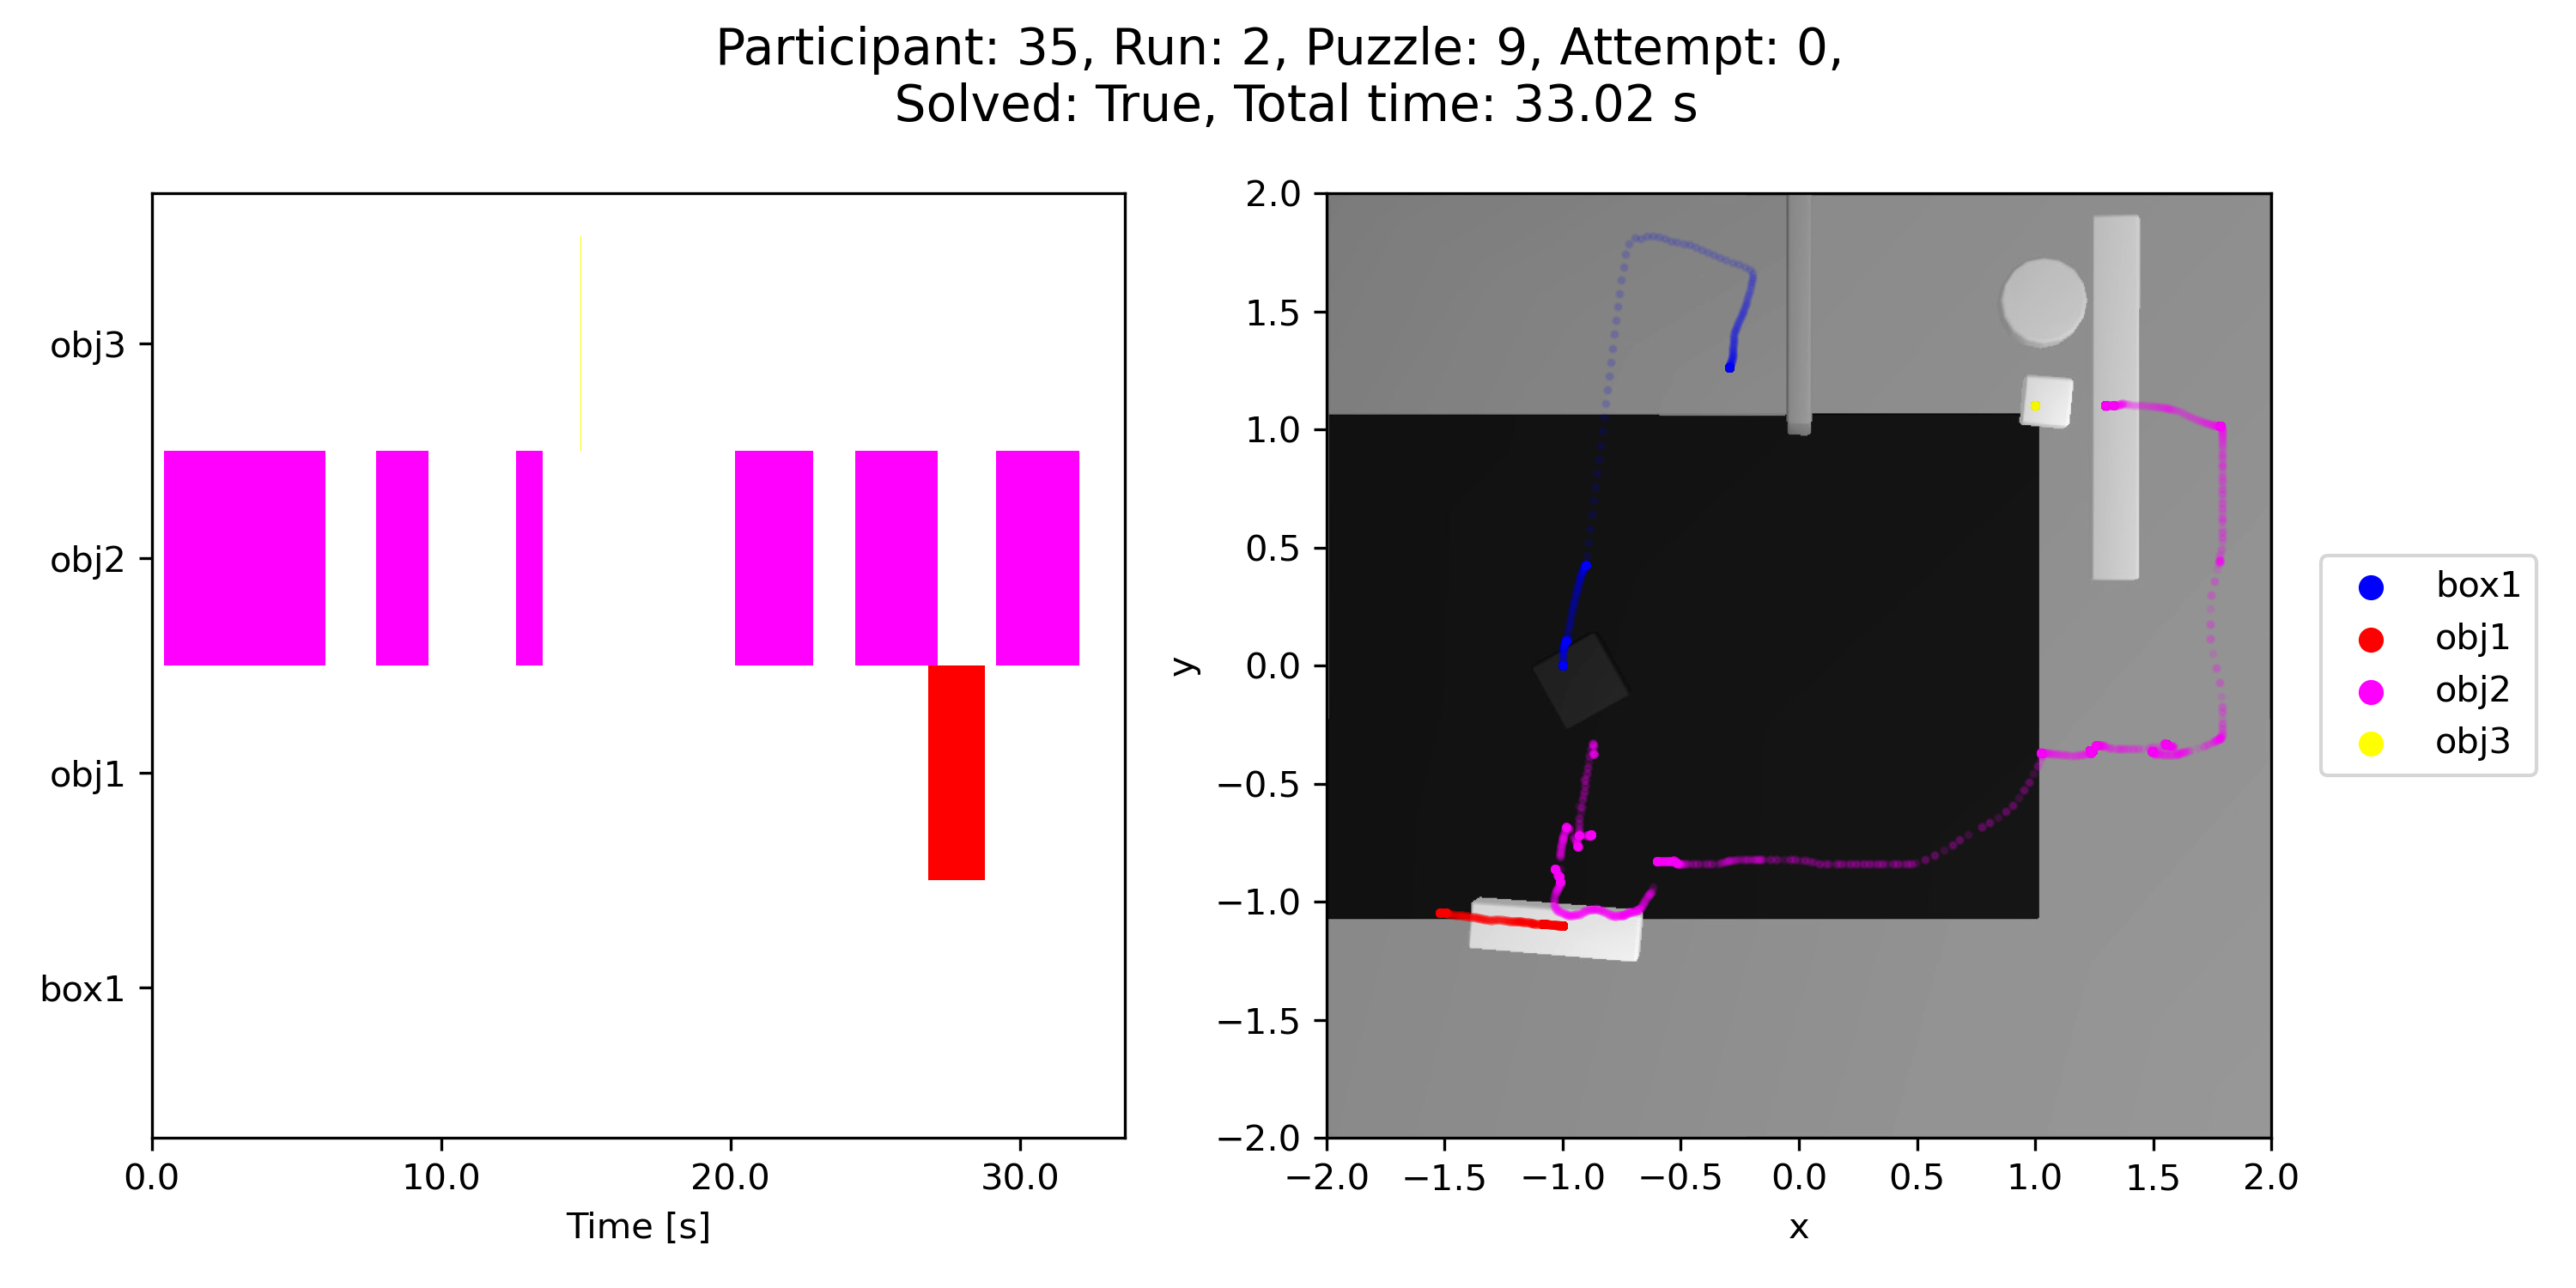 Participant: 35, Run: 2, Puzzle: 9, Attempt: 0,
Solved: True, Total time: 33.02 s
obj3
obj2
obj1
box1
0.0 10.0 20.0 30.0
Time [s]
2.0
1.5
1.0
0.5
0.0
−0.5
−1.0
−1.5
−2.0
y
−2.0 −1.5 −1.0 −0.5 0.0 0.5 1.0 1.5 2.0
x
box1
obj1
obj2
obj3